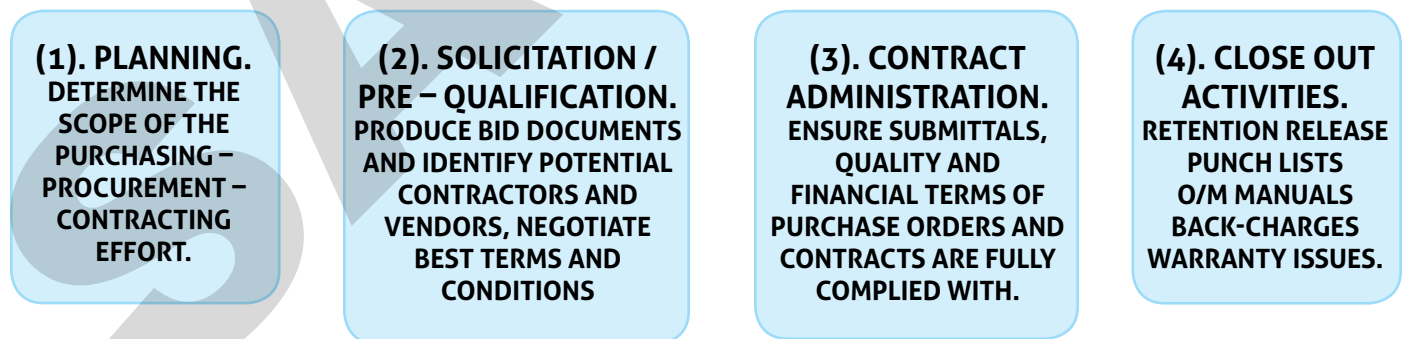 (1). PLANNING.
DETERMINE THE
SCOPE OF THE
PURCHASING –
PROCUREMENT –
CONTRACTING
EFFORT.
(2). SOLICITATION /
PRE – QUALIFICATION.
PRODUCE BID DOCUMENTS
AND IDENTIFY POTENTIAL
CONTRACTORS AND
VENDORS, NEGOTIATE
BEST TERMS AND
CONDITIONS
(3). CONTRACT
ADMINISTRATION.
ENSURE SUBMITTALS,
QUALITY AND
FINANCIAL TERMS OF
PURCHASE ORDERS AND
CONTRACTS ARE FULLY
COMPLIED WITH.
(4). CLOSE OUT
ACTIVITIES.
RETENTION RELEASE
PUNCH LISTS
O/M MANUALS
BACK-CHARGES
WARRANTY ISSUES.